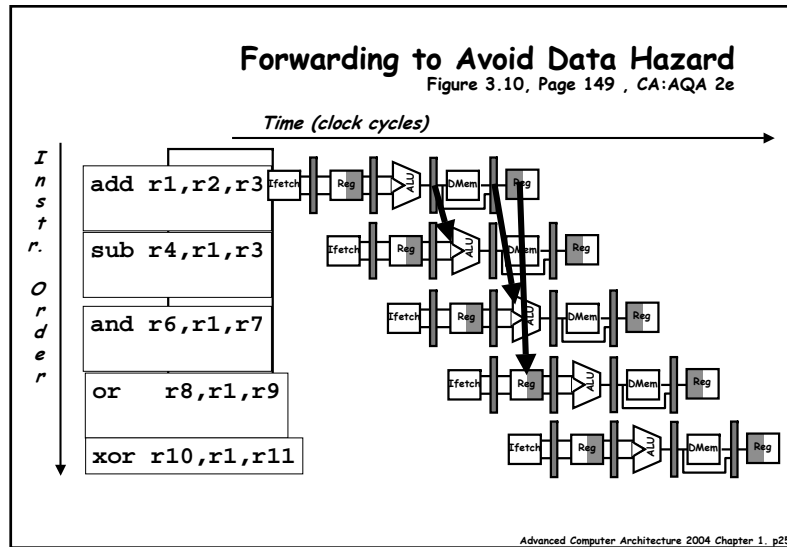 Forwarding to Avoid Data Hazard
Figure 3.10, Page 149 , CA:AQA 2e
Time (clock cycles)
Instr. Order
add r1,r2,r3
Ifetch Reg ALU DMem Reg
sub r4,r1,r3
Ifetch Reg ALU DMem Reg
and r6,r1,r7
Ifetch Reg ALU DMem Reg
or r8,r1,r9
Ifetch Reg ALU DMem Reg
xor r10,r1,r11
Ifetch Reg ALU DMem Reg
Advanced Computer Architecture 2004 Chapter 1. p25